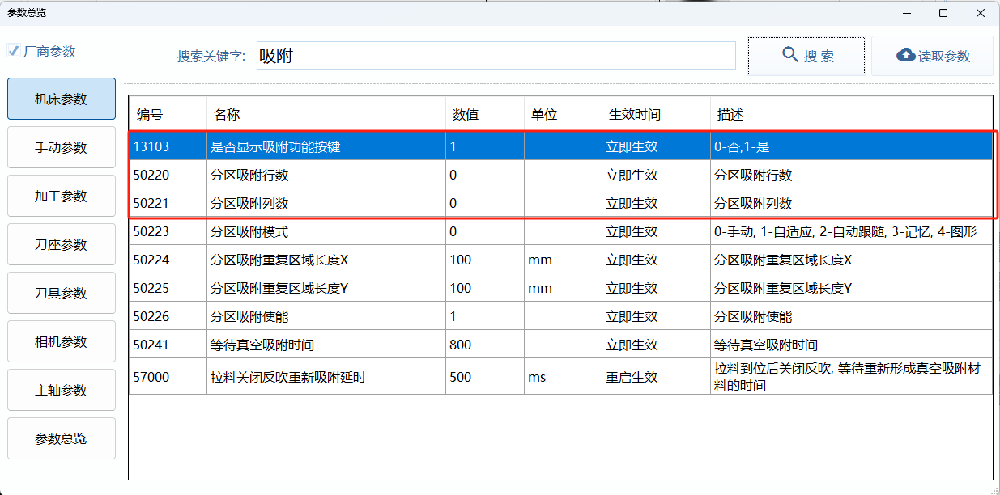 参数总览
厂商参数
搜索关键字: 吸附 搜 索 读取参数
机床参数
手动参数
加工参数
刀座参数
刀具参数
相机参数
主轴参数
参数总览
编号 名称 数值 单位 生效时间 描述
13103 是否显示吸附功能按键 1 立即生效 0-否,1-是
50220 分区吸附行数 0 立即生效 分区吸附行数
50221 分区吸附列数 0 立即生效 分区吸附列数
50223 分区吸附模式 0 立即生效 0-手动, 1-自适应, 2-自动跟随, 3-记忆, 4-图形
50224 分区吸附重复区域长度X 100 mm 立即生效 分区吸附重复区域长度X
50225 分区吸附重复区域长度Y 100 mm 立即生效 分区吸附重复区域长度Y
50226 分区吸附使能 1 立即生效 分区吸附使能
50241 等待真空吸附时间 800 立即生效 等待真空吸附时间
57000 拉料关闭反吹重新吸附延时 500 ms 重启生效 拉料到位后关闭反吹, 等待重新形成真空吸附材
料的时间